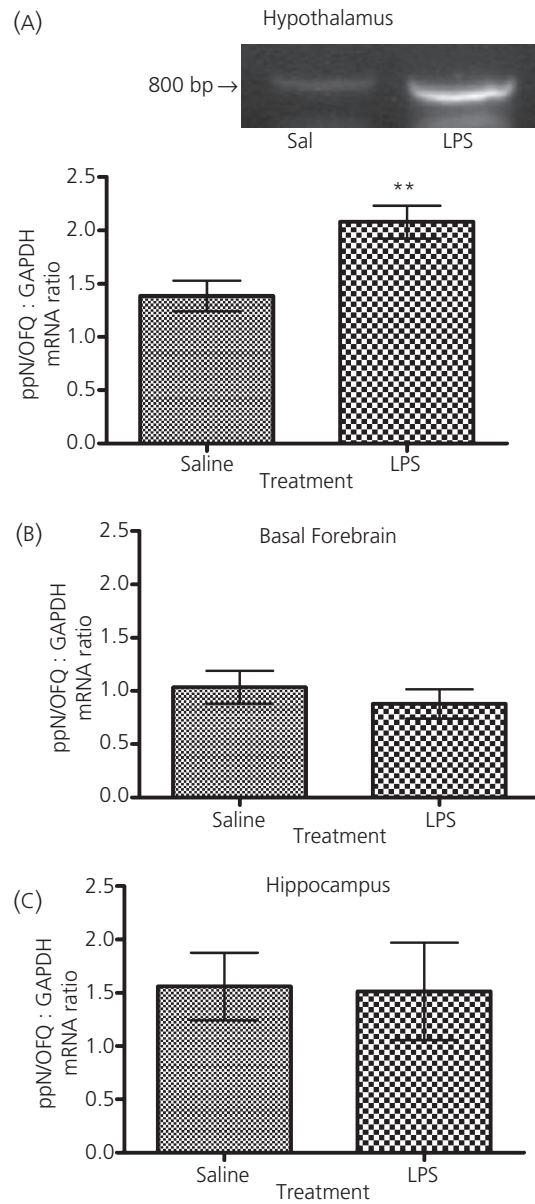 (A) Hypothalamus
800 bp →
Sal LPS
2.5
2.0
1.5
1.0
0.5
0.0
**
ppN/OFQ : GAPDH
mRNA ratio
Saline LPS
Treatment
(B) Basal Forebrain
2.5
2.0
1.5
1.0
0.5
0.0
ppN/OFQ : GAPDH
mRNA ratio
Saline LPS
Treatment
(C) Hippocampus
2.5
2.0
1.5
1.0
0.5
0.0
ppN/OFQ : GAPDH
mRNA ratio
Saline LPS
Treatment